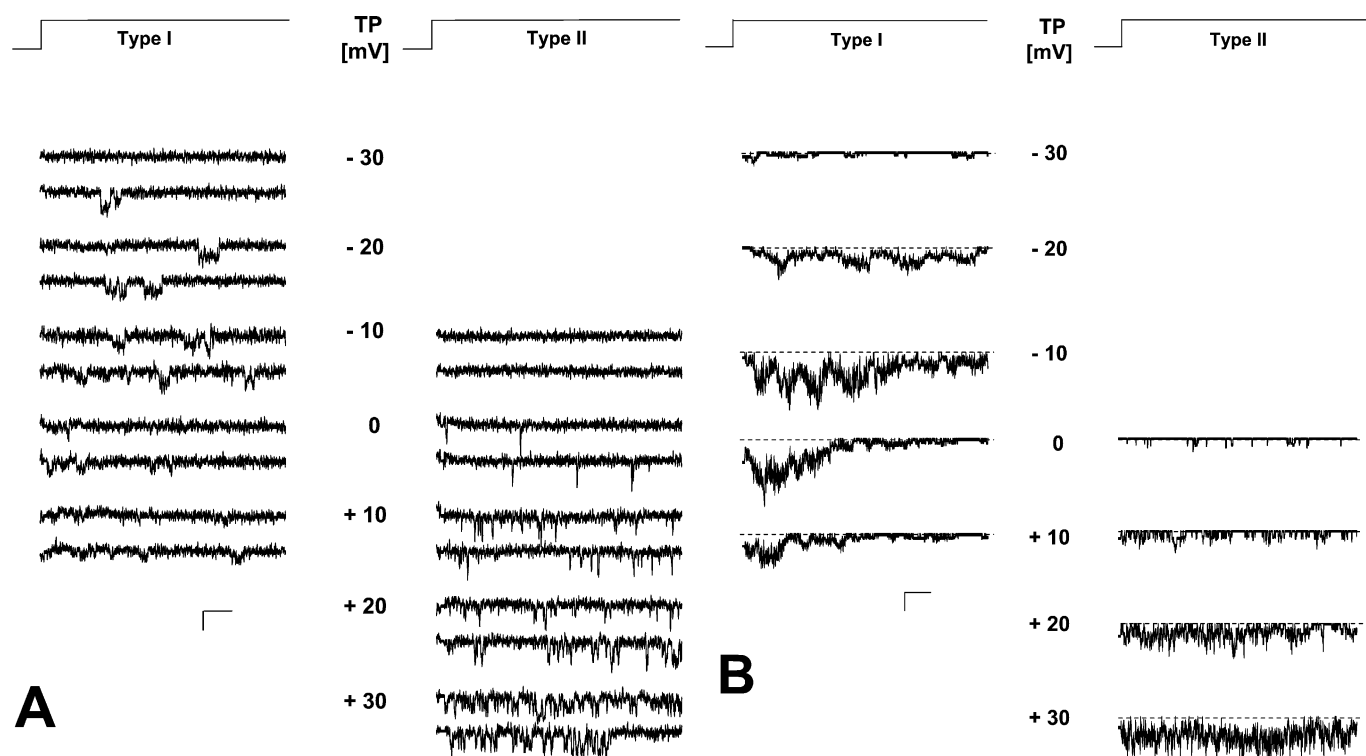 Type I
TP
[mV]
Type II
- 30
- 20
- 10
0
+ 10
+ 20
+ 30
A
Type I
TP
[mV]
Type II
- 30
- 20
- 10
0
+ 10
+ 20
+ 30
B